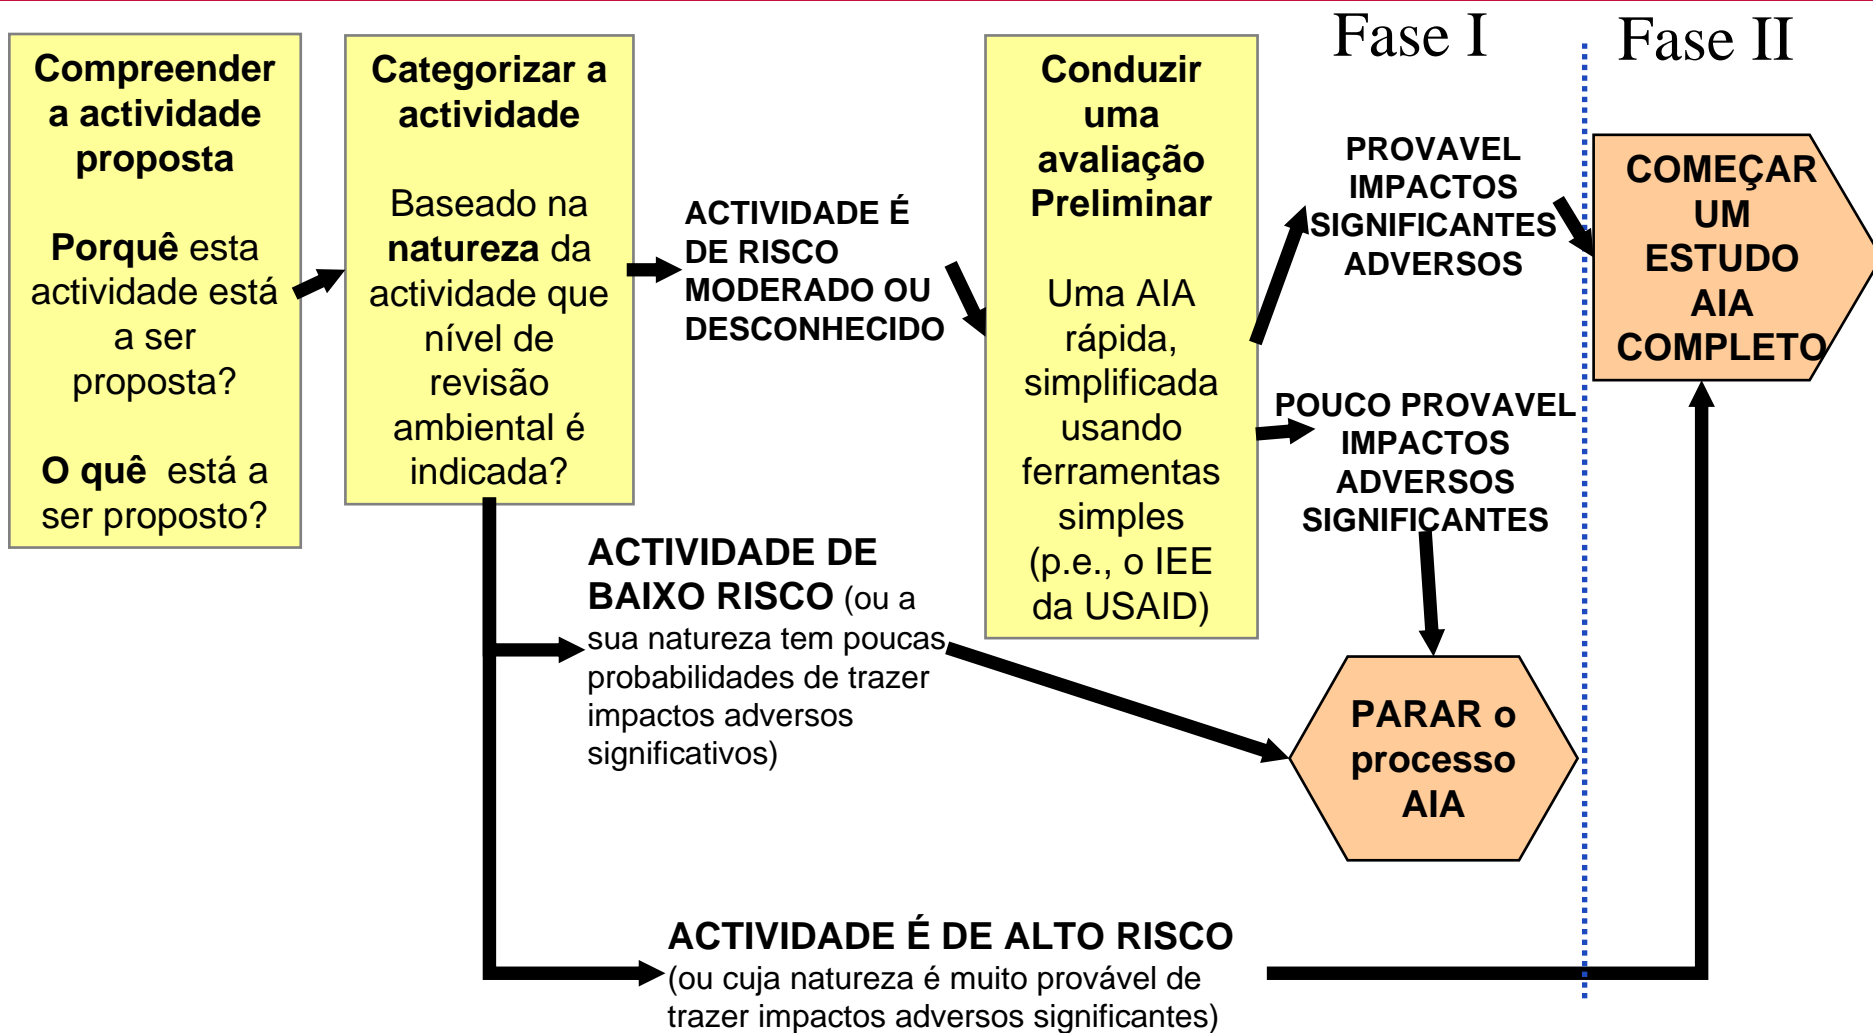 Fase I
Fase II
Compreender
a actividade
proposta
Porquê esta
actividade está
a ser
proposta?
O quê está a
ser proposto?
Categorizar a
actividade
Baseado na
natureza da
actividade que
nível de
revisão
ambiental é
indicada?
ACTIVIDADE É
DE RISCO
MODERADO OU
DESCONHECIDO
Conduzir
uma
avaliação
Preliminar
Uma AIA
rápida,
simplificada
usando
ferramentas
simples
(p.e., o IEE
da USAID)
PROVAVEL
IMPACTOS
SIGNIFICANTES
ADVERSOS
POUCO PROVAVEL
IMPACTOS
ADVERSOS
SIGNIFICANTES
COMEÇAR
UM
ESTUDO
AIA
COMPLETO
ACTIVIDADE DE
BAIXO RISCO (ou a
sua natureza tem poucas
probabilidades de trazer
impactos adversos
significativos)
PARAR o
processo
AIA
ACTIVIDADE É DE ALTO RISCO
(ou cuja natureza é muito provável de
trazer impactos adversos significantes)